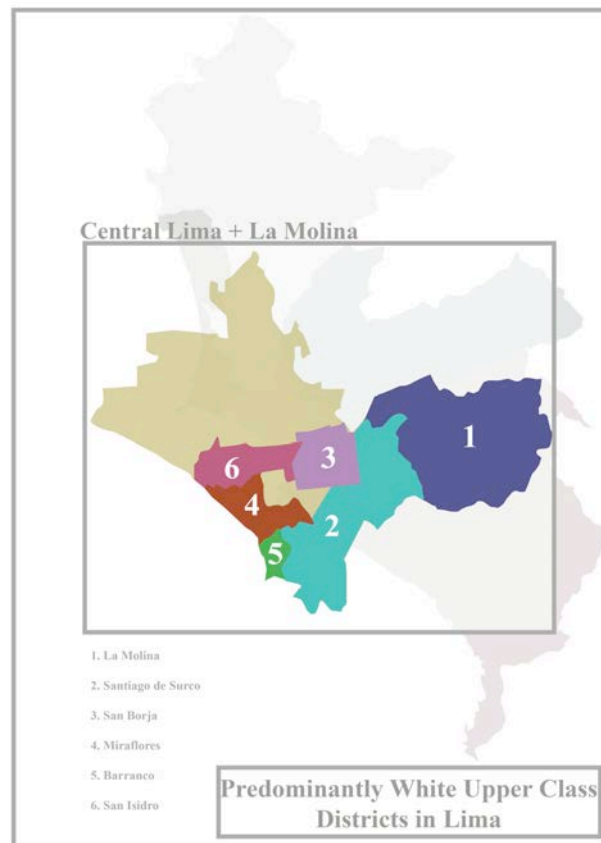 Central Lima + La Molina
1
6
3
4
2
5
1. La Molina
2. Santiago de Surco
3. San Borja
4. Miraflores
5. Barranco
6. San Isidro
Predominantly White Upper Class
Districts in Lima